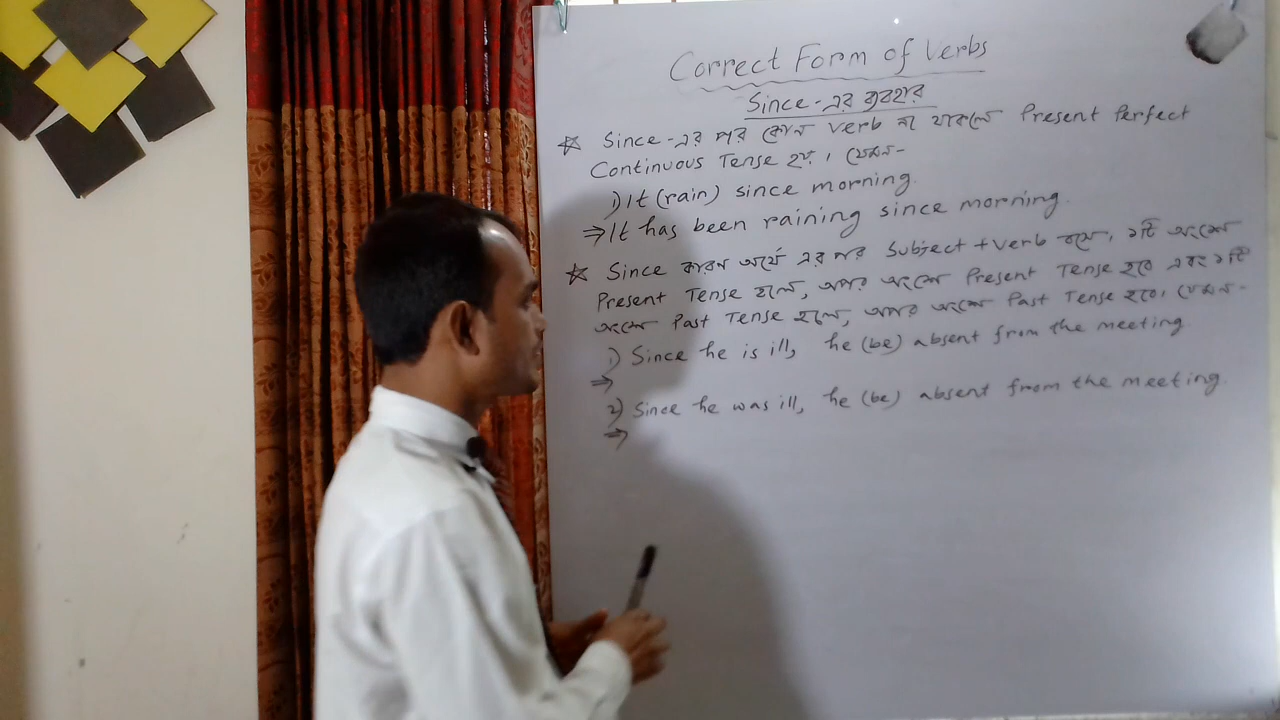 Correct Form of Verbs
Since-এর ব্যবহার
☆ Since-এর পর কোন verb না থাকলে Present Perfect
Continuous Tense হয়। যেমন-
1) It (rain) since morning.
⇒ It has been raining since morning.
☆ Since কারণ অর্থে এর পর Subject + verb বসে, ১টি অংশে
Present Tense হলে, অপর অংশে Present Tense হবে এবং ১টি
অংশে Past Tense হলে, অপর অংশে Past Tense হবে। যেমন-
1) Since he is ill, he (be) absent from the meeting.
⇒
2) Since he was ill, he (be) absent from the meeting.
⇒